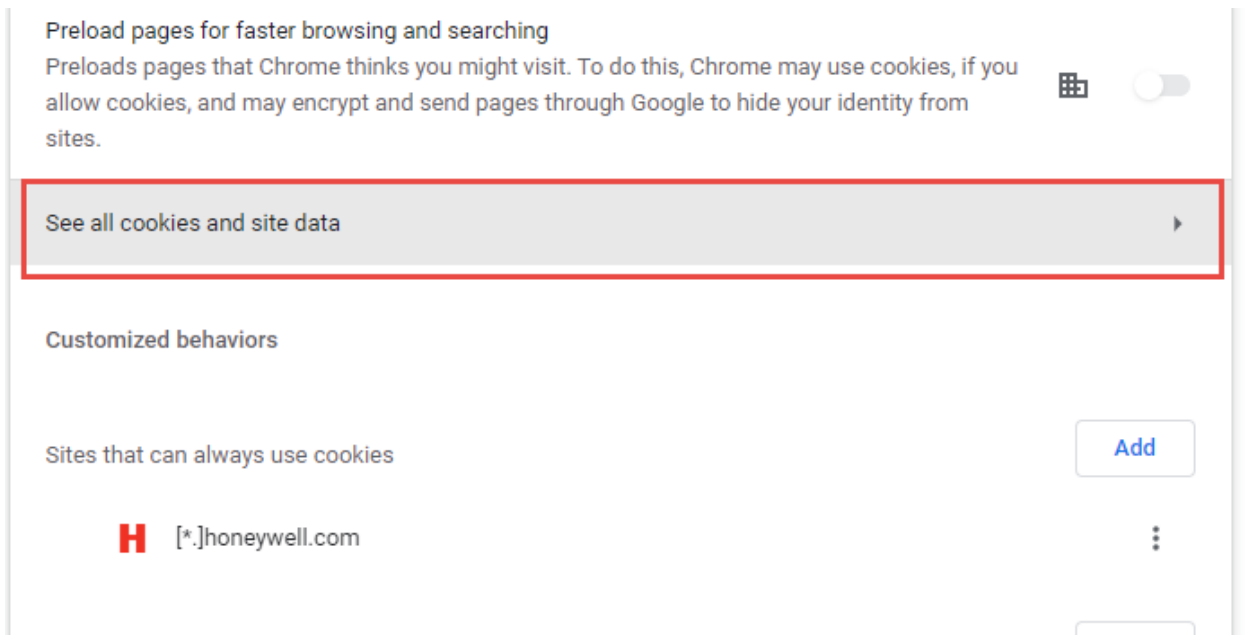 Preload pages for faster browsing and searching
Preloads pages that Chrome thinks you might visit. To do this, Chrome may use cookies, if you
allow cookies, and may encrypt and send pages through Google to hide your identity from
sites.
See all cookies and site data
Customized behaviors
Sites that can always use cookies
Add
H
[*.]honeywell.com